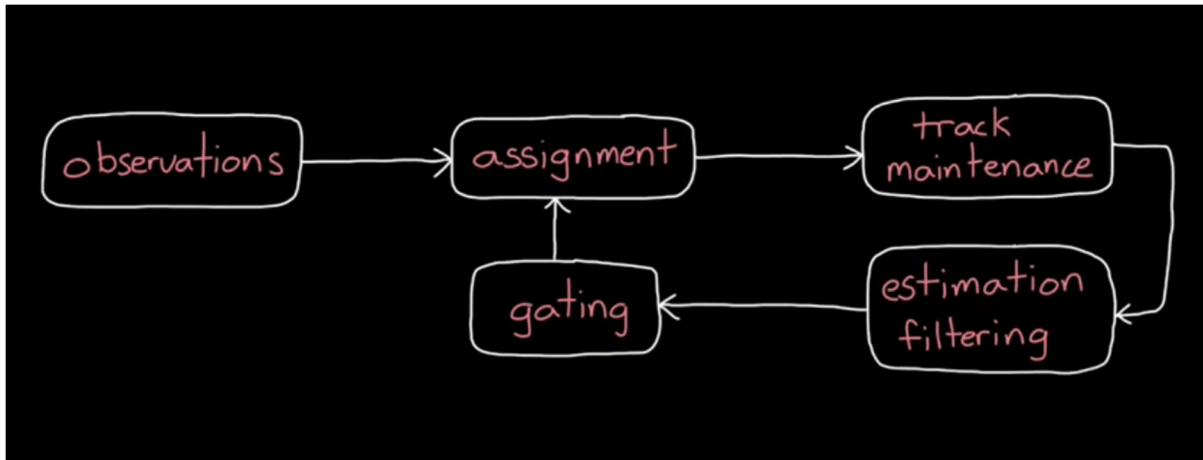 observations
assignment
track
maintenance
gating
estimation
filtering